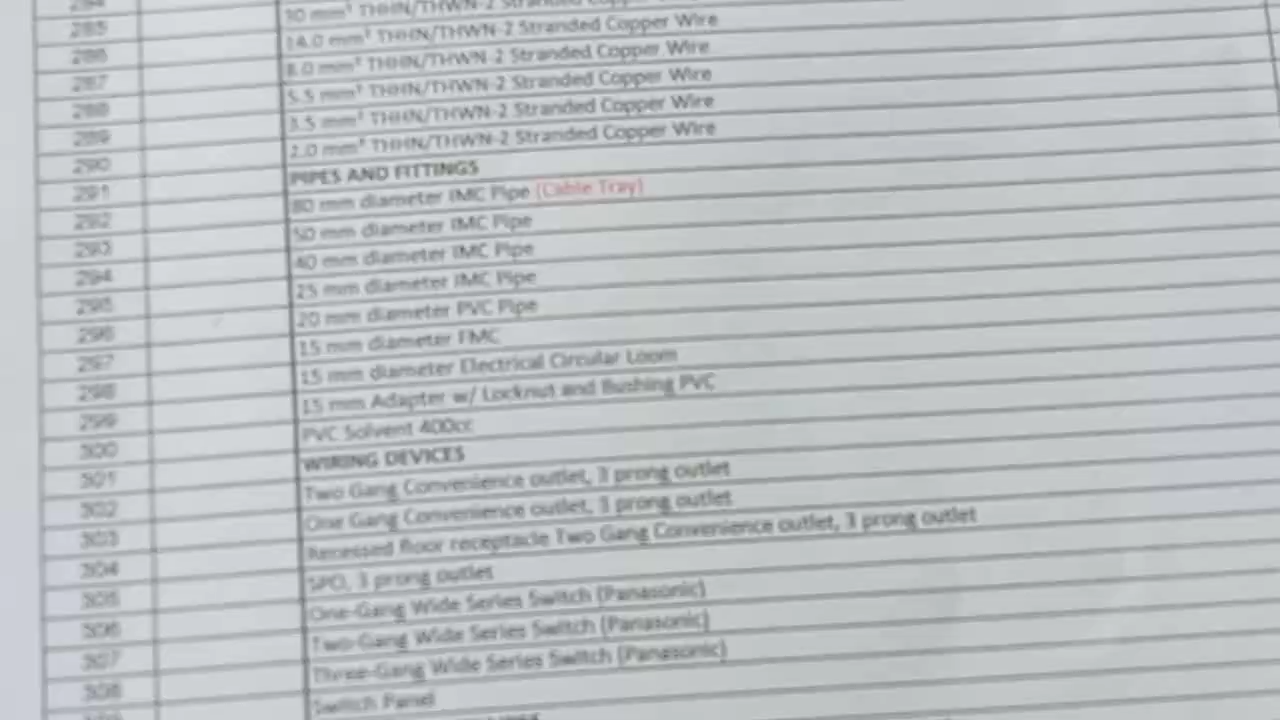 284
30 mm² THHN/THWN-2 Stranded Copper Wire
285
14.0 mm² THHN/THWN-2 Stranded Copper Wire
286
8.0 mm² THHN/THWN-2 Stranded Copper Wire
287
5.5 mm² THHN/THWN-2 Stranded Copper Wire
288
3.5 mm² THHN/THWN-2 Stranded Copper Wire
289
2.0 mm² THHN/THWN-2 Stranded Copper Wire
290
PIPES AND FITTINGS
291
80 mm diameter IMC Pipe (Cable Tray)
292
50 mm diameter IMC Pipe
293
40 mm diameter IMC Pipe
294
25 mm diameter IMC Pipe
295
20 mm diameter PVC Pipe
296
15 mm diameter FMC
297
15 mm diameter Electrical Circular Loom
298
15 mm Adapter w/ Locknut and Bushing PVC
299
PVC Solvent 400cc
300
WIRING DEVICES
301
Two Gang Convenience outlet, 3 prong outlet
302
One Gang Convenience outlet, 3 prong outlet
303
Recessed floor receptacle Two Gang Convenience outlet, 3 prong outlet
304
SPO, 3 prong outlet
305
One-Gang Wide Series Switch (Panasonic)
306
Two-Gang Wide Series Switch (Panasonic)
307
Three-Gang Wide Series Switch (Panasonic)
308
Switch Panel